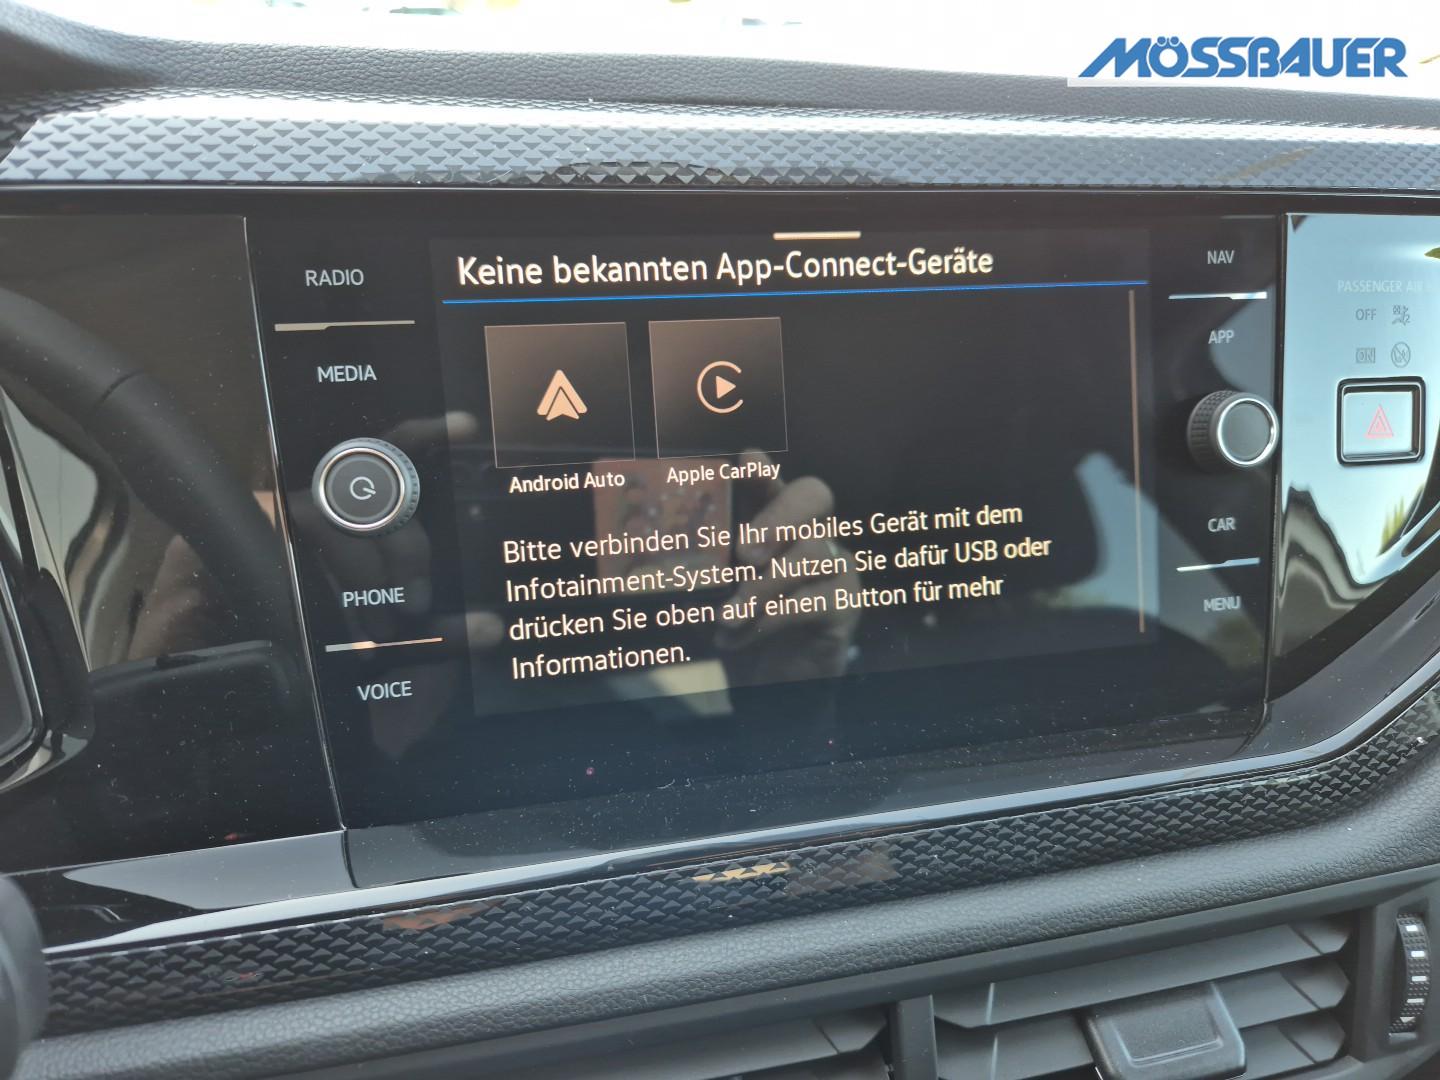 MÖSSBAUER
RADIO
MEDIA
PHONE
VOICE
Keine bekannten App-Connect-Geräte
Android Auto
Apple CarPlay
Bitte verbinden Sie Ihr mobiles Gerät mit dem
Infotainment-System. Nutzen Sie dafür USB oder
drücken Sie oben auf einen Button für mehr
Informationen.
NAV
APP
CAR
MENU
PASSENGER AIR
OFF
ON